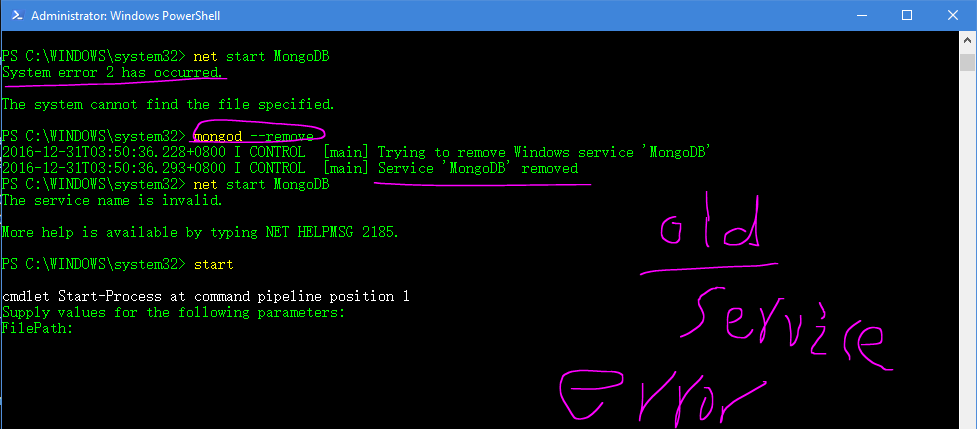 Administrator: Windows PowerShell
PS C:\WINDOWS\system32> net start MongoDB
System error 2 has occurred.
The system cannot find the file specified.
PS C:\WINDOWS\system32> mongod --remove
2016-12-31T03:50:36.228+0800 I CONTROL  [main] Trying to remove Windows service 'MongoDB'
2016-12-31T03:50:36.293+0800 I CONTROL  [main] Service 'MongoDB' removed
PS C:\WINDOWS\system32> net start MongoDB
The service name is invalid.
More help is available by typing NET HELPMSG 2185.
PS C:\WINDOWS\system32> start
cmdlet Start-Process at command pipeline position 1
Supply values for the following parameters:
FilePath:
old
Service
Error